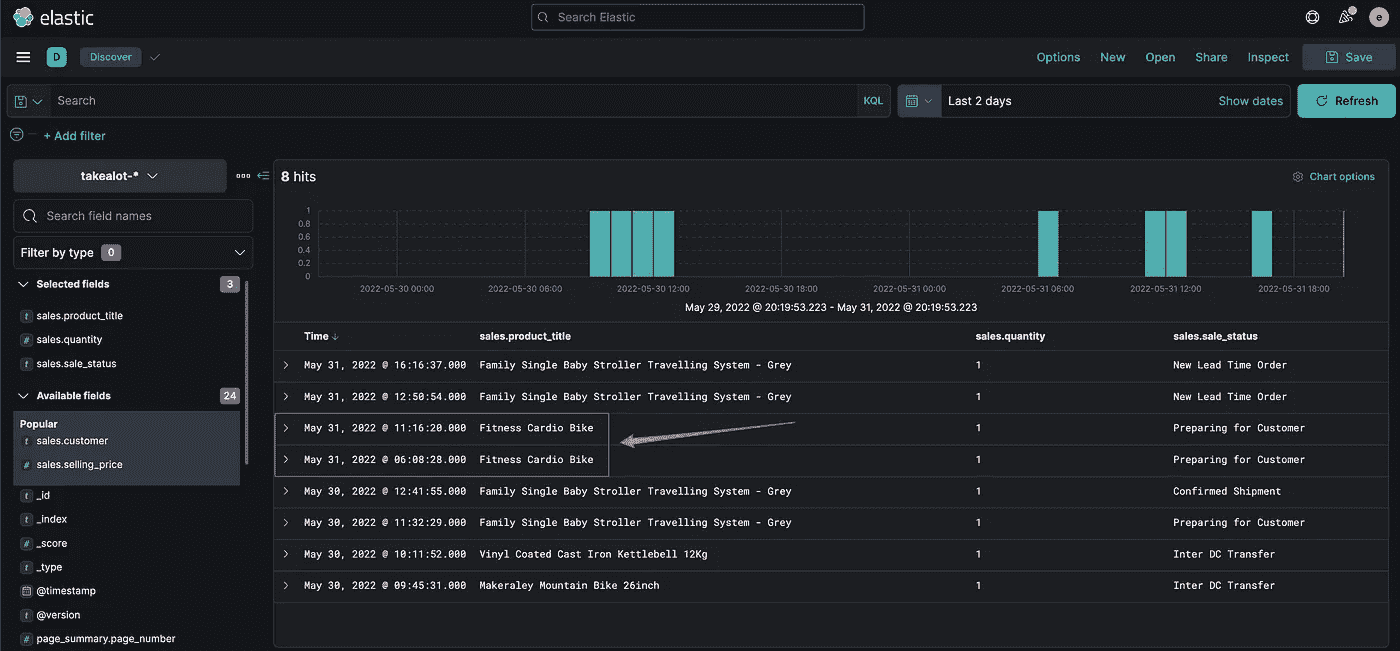 elastic Search Elastic e
D Discover Options New Open Share Inspect Save
Search KQL Last 2 days Show dates Refresh
+ Add filter
takealot-* 8 hits Chart options
Search field names
Filter by type 0
Selected fields 3
t sales.product_title
# sales.quantity
t sales.sale_status
Available fields 24
Popular
t sales.customer
# sales.selling_price
t _id
t _index
# _score
t _type
@timestamp
t @version
# page_summary.page_number
1
0.8
0.6
0.4
0.2
0
2022-05-30 00:00 2022-05-30 06:00 2022-05-30 12:00 2022-05-30 18:00 2022-05-31 00:00 2022-05-31 06:00 2022-05-31 12:00 2022-05-31 18:00
May 29, 2022 @ 20:19:53.223 - May 31, 2022 @ 20:19:53.223
Time sales.product_title sales.quantity sales.sale_status
May 31, 2022 @ 16:16:37.000 Family Single Baby Stroller Travelling System - Grey 1 New Lead Time Order
May 31, 2022 @ 12:50:54.000 Family Single Baby Stroller Travelling System - Grey 1 New Lead Time Order
May 31, 2022 @ 11:16:20.000 Fitness Cardio Bike 1 Preparing for Customer
May 31, 2022 @ 06:08:28.000 Fitness Cardio Bike 1 Preparing for Customer
May 30, 2022 @ 12:41:55.000 Family Single Baby Stroller Travelling System - Grey 1 Confirmed Shipment
May 30, 2022 @ 11:32:29.000 Family Single Baby Stroller Travelling System - Grey 1 Preparing for Customer
May 30, 2022 @ 10:11:52.000 Vinyl Coated Cast Iron Kettlebell 12Kg 1 Inter DC Transfer
May 30, 2022 @ 09:45:31.000 Makeraley Mountain Bike 26inch 1 Inter DC Transfer